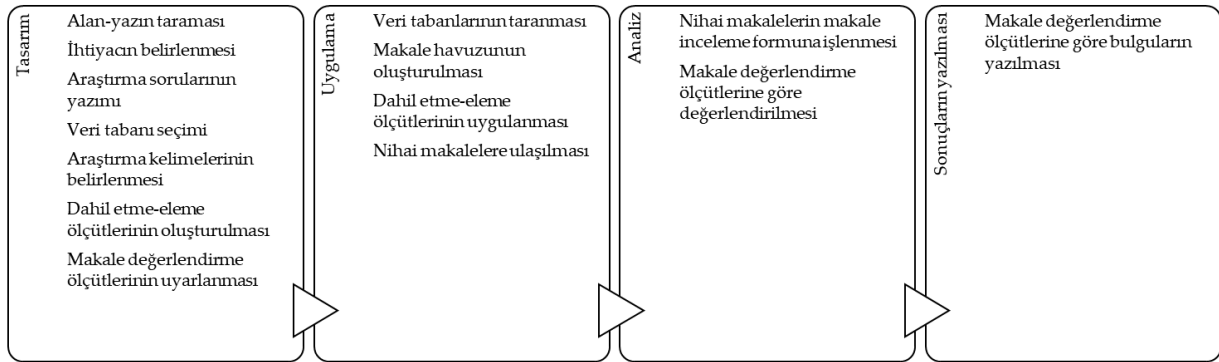 Tasarım
Alan-yazın taraması
İhtiyacın belirlenmesi
Araştırma sorularının
yazımı
Veri tabanı seçimi
Araştırma kelimelerinin
belirlenmesi
Dahil etme-eleme
ölçütlerinin oluşturulması
Makale değerlendirme
ölçütlerinin uyarlanması
Uygulama
Veri tabanlarının taranması
Makale havuzunun
oluşturulması
Dahil etme-eleme
ölçütlerinin uygulanması
Nihai makalelere ulaşılması
Analiz
Nihai makalelerin makale
inceleme formuna işlenmesi
Makale değerlendirme
ölçütlerine göre
değerlendirilmesi
Sonuçların yazılması
Makale değerlendirme
ölçütlerine göre bulguların
yazılması